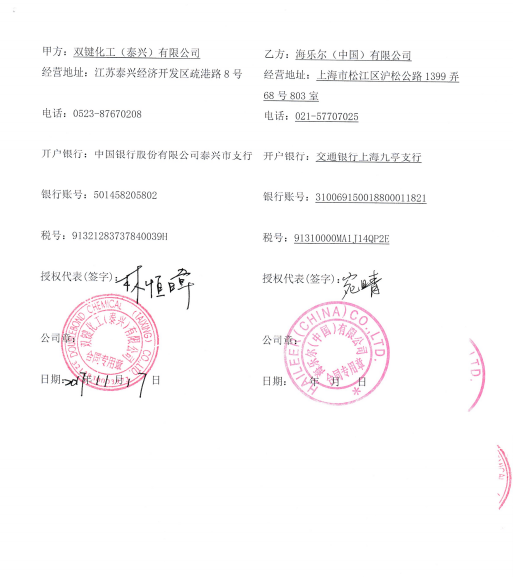 甲方：双键化工（泰兴）有限公司
经营地址：江苏泰兴经济开发区疏港路 8 号
电话：0523-87670208
开户银行：中国银行股份有限公司泰兴市支行
银行账号：501458205802
税号：91321283737840039H
授权代表(签字)：林恒暐
公司章：
日期：2017年11月17日
乙方：海乐尔（中国）有限公司
经营地址：上海市松江区沪松公路 1399 弄
68 号 803 室
电话：021-57707025
开户银行：交通银行上海九亭支行
银行账号：310069150018800011821
税号：91310000MA1J14QP2E
授权代表(签字)：宛晴
公司章：
日期： 年 月 日
双键化工(泰兴)有限公司
合同专用章
HAILEER(CHINA)CO.,LTD
海乐尔(中国)有限公司
合同专用章
LTD.